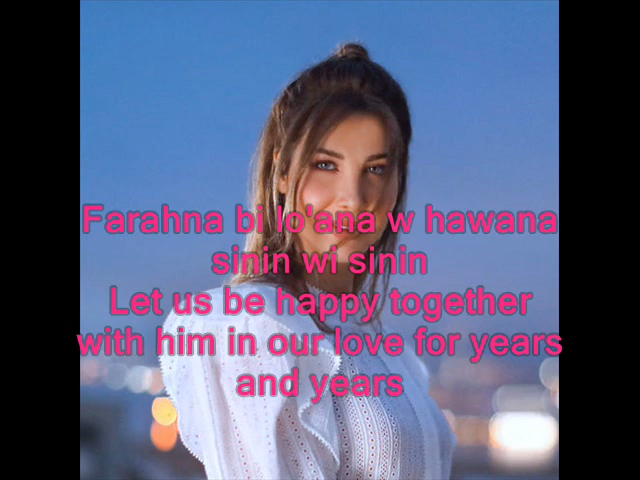 Farahna bi lo'ana w hawana
sinin wi sinin
Let us be happy together
with him in our love for years
and years